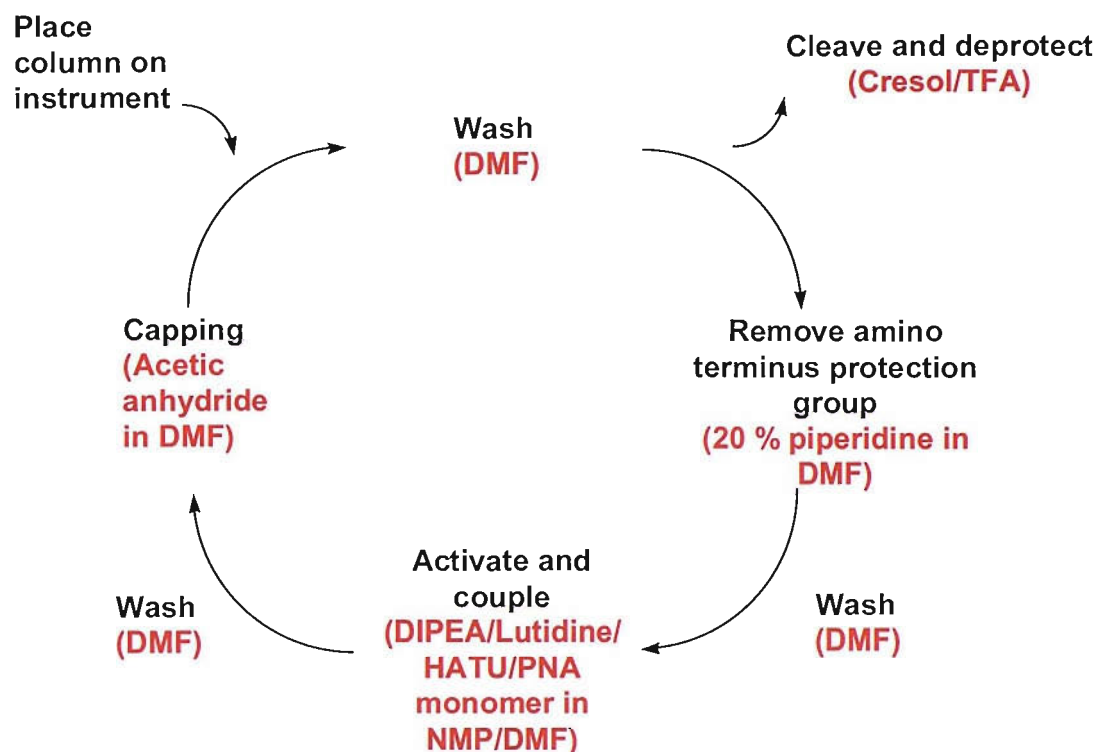 Place
column on
instrument
Cleave and deprotect
(Cresol/TFA)
Wash
(DMF)
Remove amino
terminus protection
group
(20 % piperidine in
DMF)
Wash
(DMF)
Activate and
couple
(DIPEA/Lutidine/
HATU/PNA
monomer in
NMP/DMF)
Wash
(DMF)
Capping
(Acetic
anhydride
in DMF)